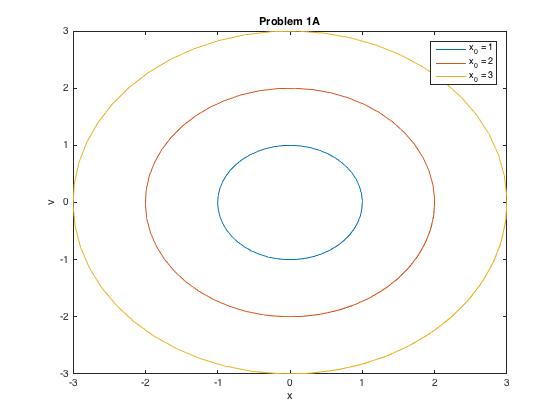 Problem 1A
x₀ = 1
x₀ = 2
x₀ = 3
3
2
1
0
-1
-2
-3
v
-3
-2
-1
0
1
2
3
x